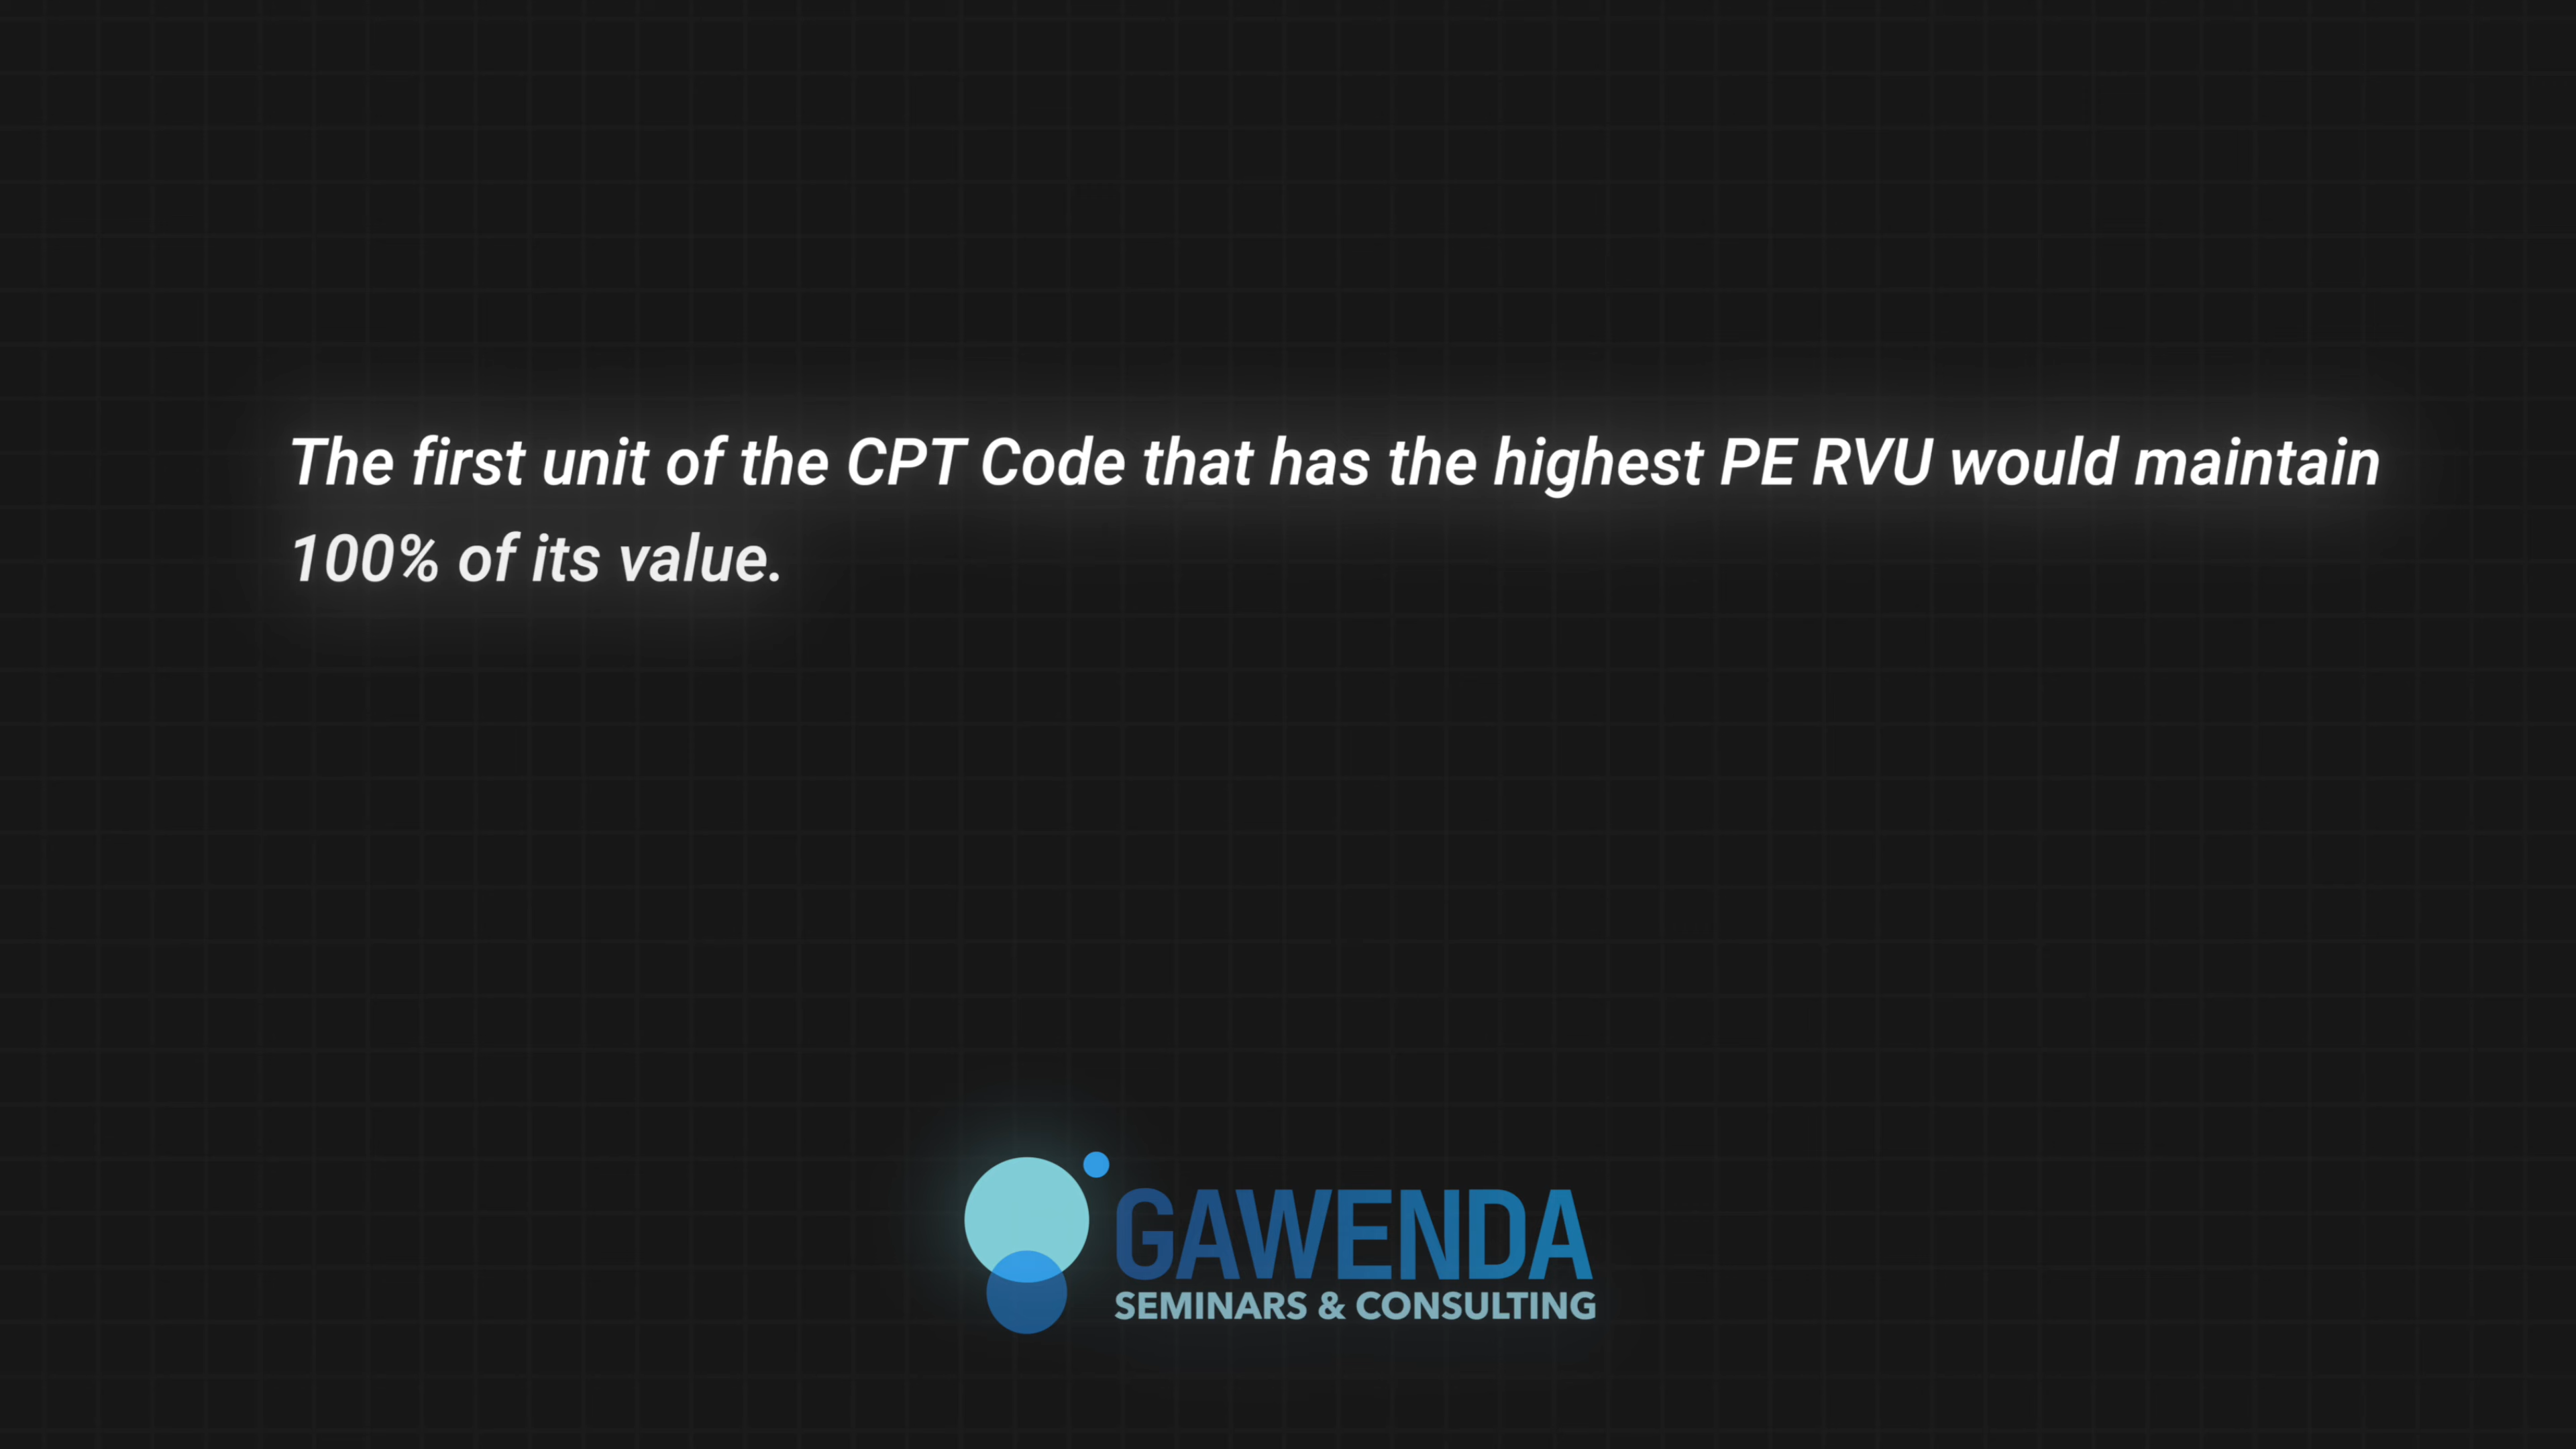 The first unit of the CPT Code that has the highest PE RVU would maintain
100% of its value.
GAWENDA
SEMINARS & CONSULTING